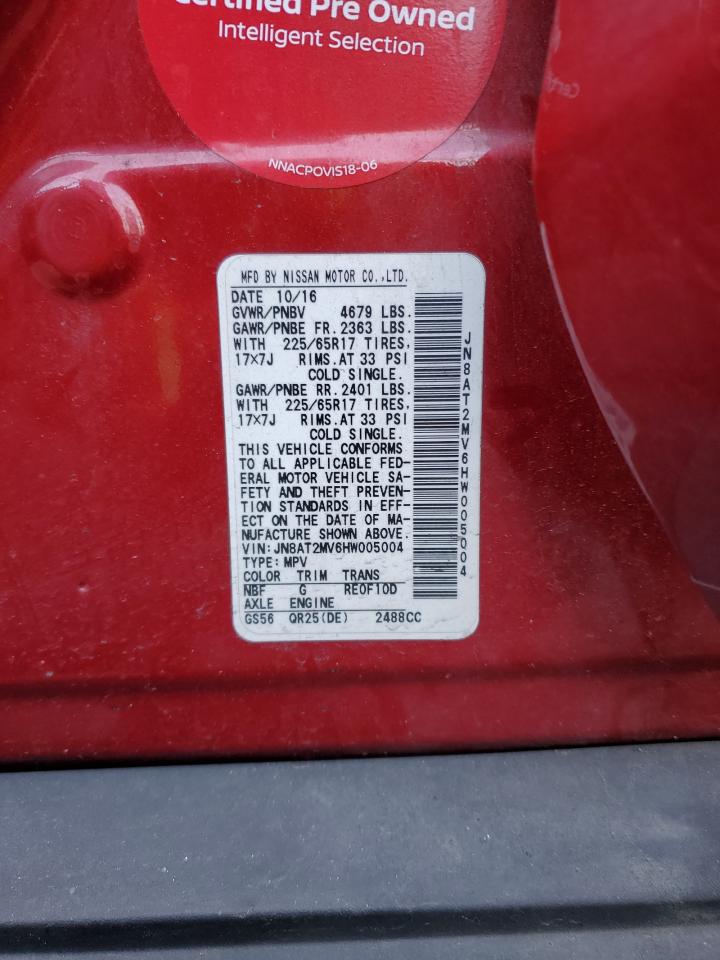 Certified Pre Owned
Intelligent Selection
NNACPOVIS18-06
MFD BY NISSAN MOTOR CO.,LTD.
DATE 10/16
GVWR/PNBV 4679 LBS.
GAWR/PNBE FR. 2363 LBS.
WITH 225/65R17 TIRES,
17×7J RIMS. AT 33 PSI
COLD SINGLE.
GAWR/PNBE RR. 2401 LBS.
WITH 225/65R17 TIRES,
17×7J RIMS. AT 33 PSI
COLD SINGLE.
THIS VEHICLE CONFORMS
TO ALL APPLICABLE FED-
ERAL MOTOR VEHICLE SA-
FETY AND THEFT PREVEN-
TION STANDARDS IN EFF-
ECT ON THE DATE OF MA-
NUFACTURE SHOWN ABOVE.
VIN:JN8AT2MV6HW005004
TYPE:MPV
COLOR TRIM TRANS
NBF G RE0F10D
AXLE ENGINE
GS56 QR25(DE) 2488CC
JN8AT2MV6HW005004